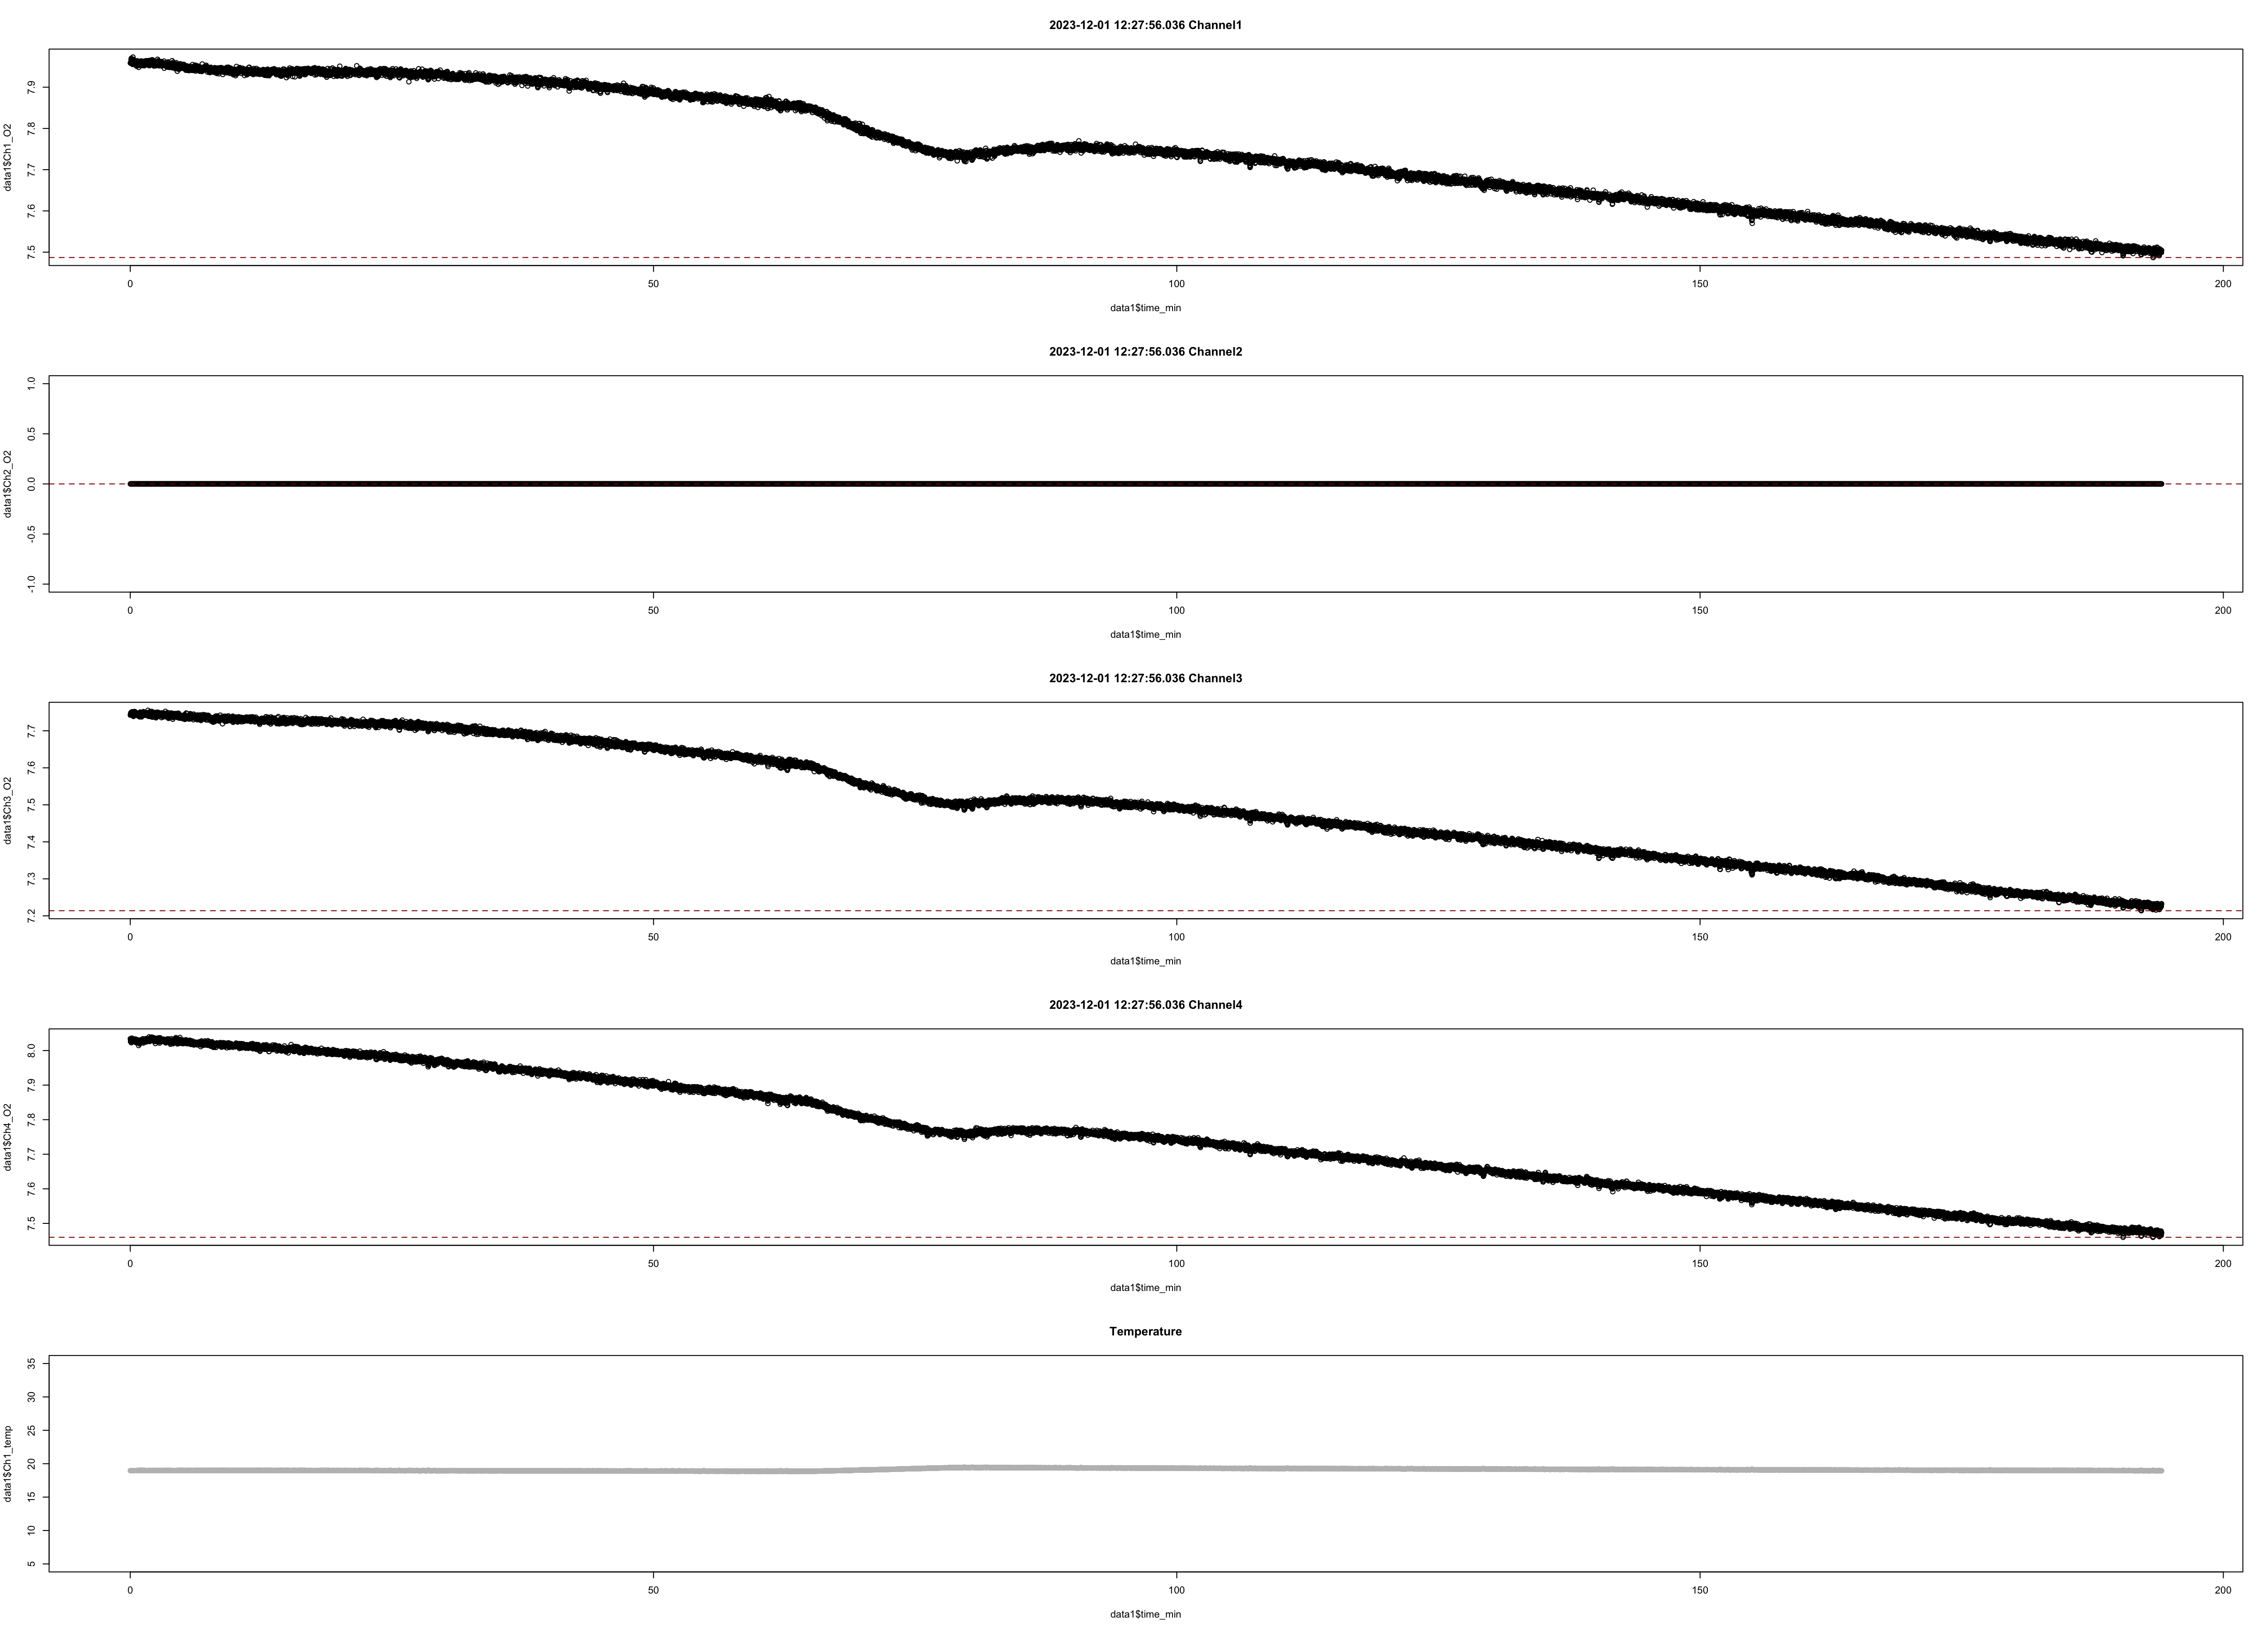 2023-12-01 12:27:56.036 Channel1
data1$Ch1_O2
7.9
7.8
7.7
7.6
7.5
0 50 100 150 200
data1$time_min
2023-12-01 12:27:56.036 Channel2
data1$Ch2_O2
1.0
0.5
0.0
-0.5
-1.0
0 50 100 150 200
data1$time_min
2023-12-01 12:27:56.036 Channel3
data1$Ch3_O2
7.7
7.6
7.5
7.4
7.3
7.2
0 50 100 150 200
data1$time_min
2023-12-01 12:27:56.036 Channel4
data1$Ch4_O2
8.0
7.9
7.8
7.7
7.6
7.5
0 50 100 150 200
data1$time_min
Temperature
data1$Ch1_temp
35
30
25
20
15
10
5
0 50 100 150 200
data1$time_min